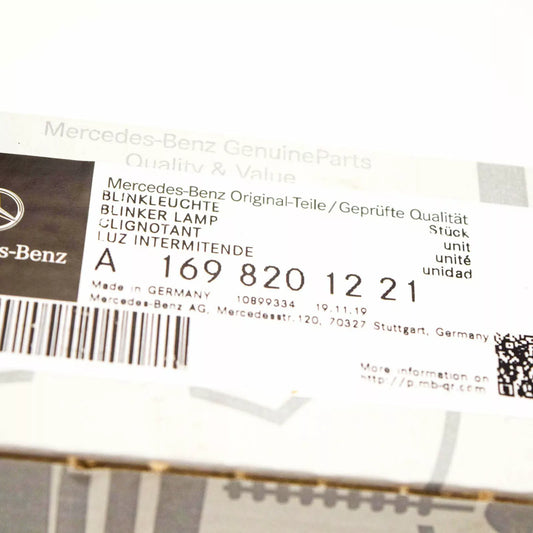 Mercedes-Benz GenuineParts
Quality & Value
Mercedes-Benz Original-Teile/Geprüfte Qualität
BLINKLEUCHTE
BLINKER LAMP
CLIGNOTANT
LUZ INTERMITENDE
Stück
unit
unité
unidad
s-Benz
A 169 820 12 21
Made in GERMANY 10899334 19.11.19
Mercedes-Benz AG, Mercedesstr.120, 70327 Stuttgart, Germany
More information on
http://p.mb-qr.com/